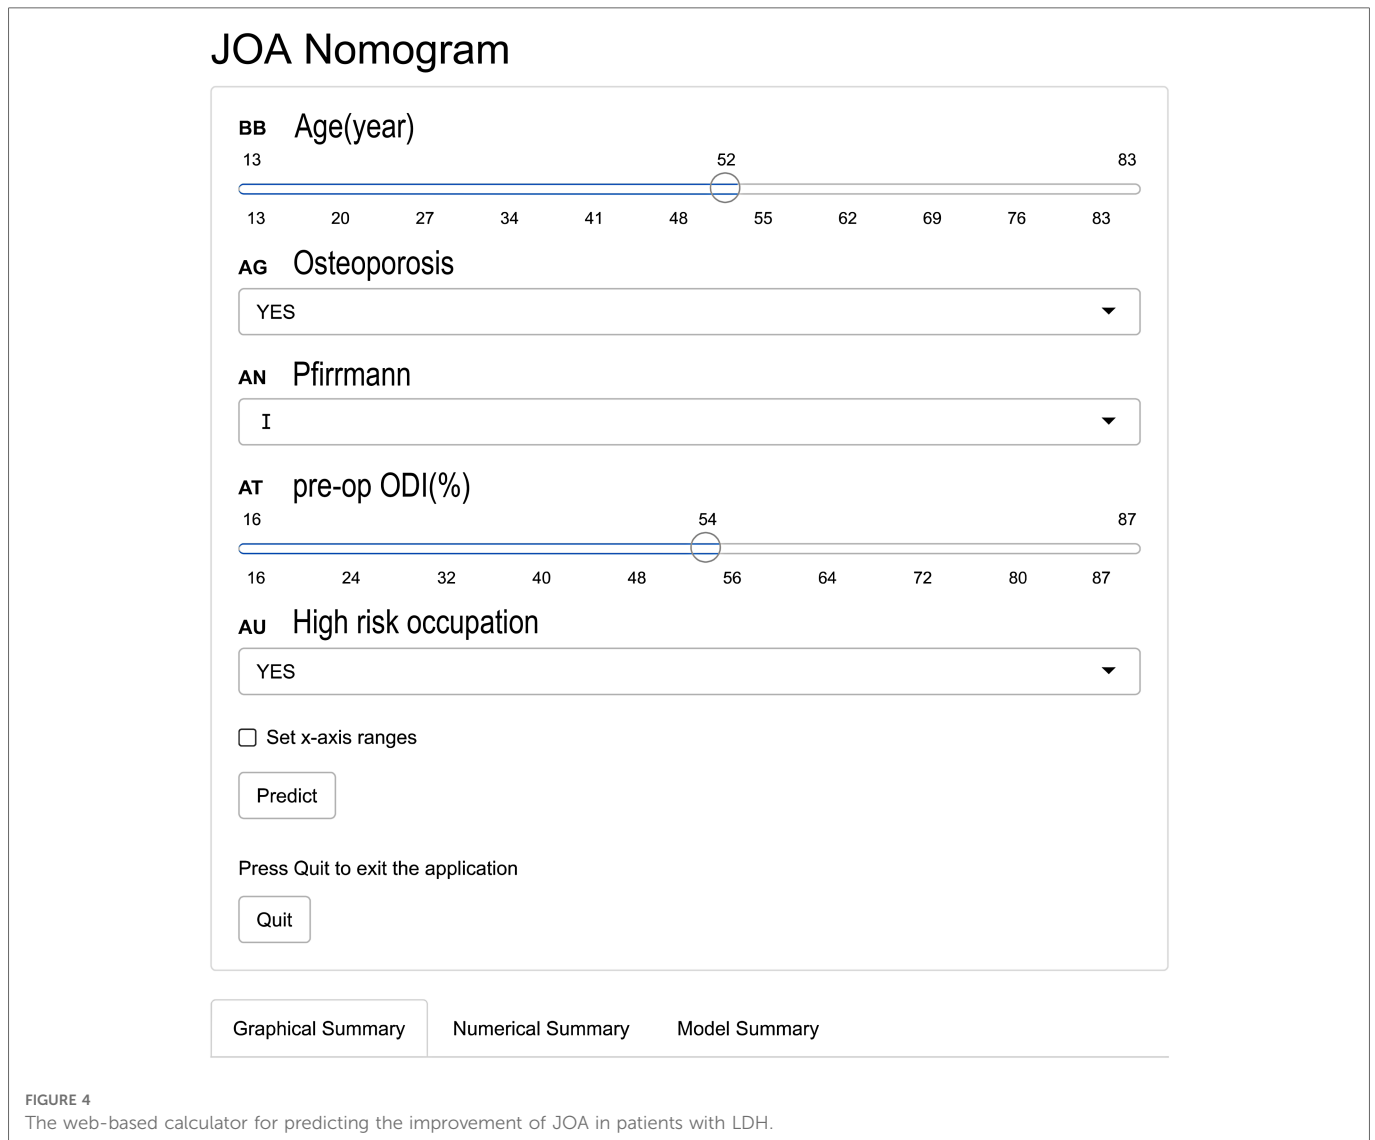 JOA Nomogram
BB Age(year)
13 52 83
13 20 27 34 41 48 55 62 69 76 83
AG Osteoporosis
YES
AN Pfirrmann
I
AT pre-op ODI(%)
16 54 87
16 24 32 40 48 56 64 72 80 87
AU High risk occupation
YES
Set x-axis ranges
Predict
Press Quit to exit the application
Quit
Graphical Summary Numerical Summary Model Summary
FIGURE 4
The web-based calculator for predicting the improvement of JOA in patients with LDH.